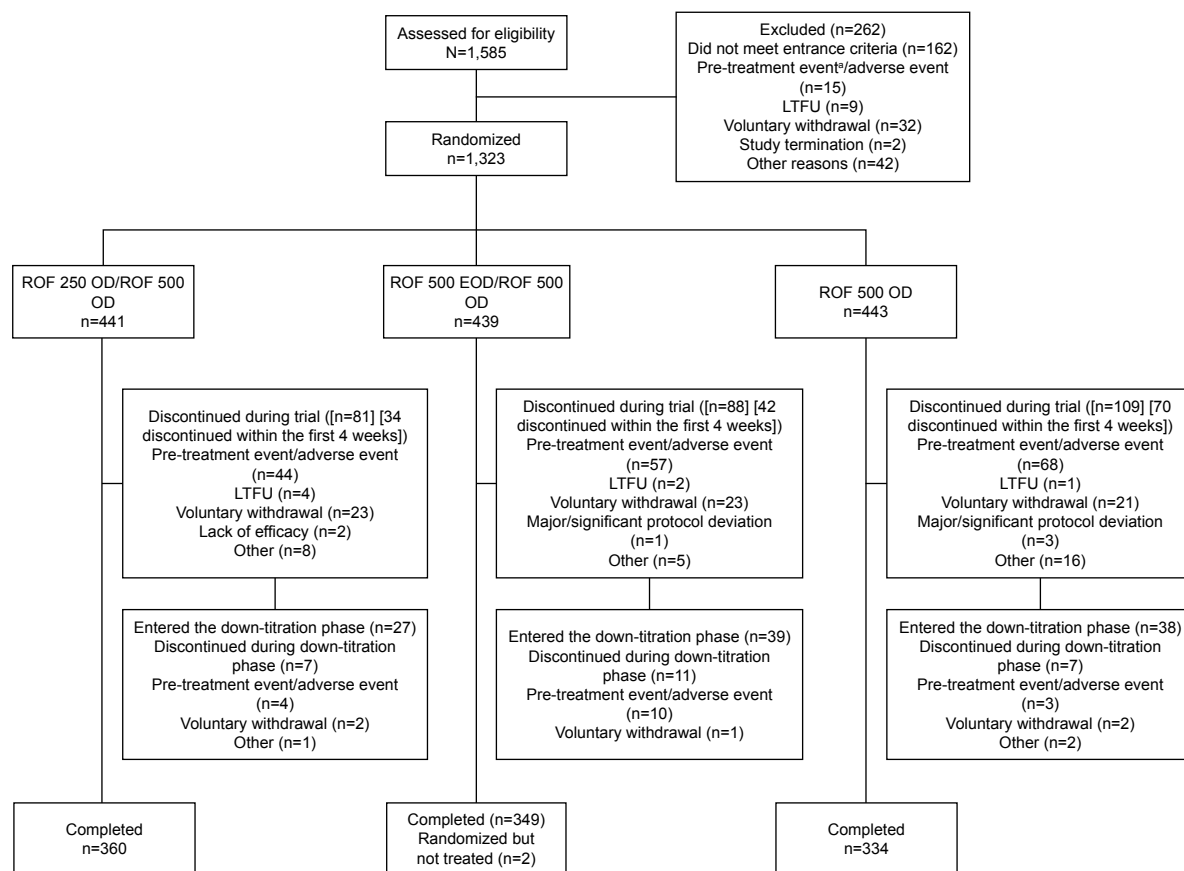 Assessed for eligibility
N=1,585
Excluded (n=262)
Did not meet entrance criteria (n=162)
Pre-treatment eventª/adverse event
(n=15)
LTFU (n=9)
Voluntary withdrawal (n=32)
Study termination (n=2)
Other reasons (n=42)
Randomized
n=1,323
ROF 250 OD/ROF 500
OD
n=441
ROF 500 EOD/ROF 500
OD
n=439
ROF 500 OD
n=443
Discontinued during trial ([n=81] [34
discontinued within the first 4 weeks])
Pre-treatment event/adverse event
(n=44)
LTFU (n=4)
Voluntary withdrawal (n=23)
Lack of efficacy (n=2)
Other (n=8)
Discontinued during trial ([n=88] [42
discontinued within the first 4 weeks])
Pre-treatment event/adverse event
(n=57)
LTFU (n=2)
Voluntary withdrawal (n=23)
Major/significant protocol deviation
(n=1)
Other (n=5)
Discontinued during trial ([n=109] [70
discontinued within the first 4 weeks])
Pre-treatment event/adverse event
(n=68)
LTFU (n=1)
Voluntary withdrawal (n=21)
Major/significant protocol deviation
(n=3)
Other (n=16)
Entered the down-titration phase (n=27)
Discontinued during down-titration
phase (n=7)
Pre-treatment event/adverse event
(n=4)
Voluntary withdrawal (n=2)
Other (n=1)
Entered the down-titration phase (n=39)
Discontinued during down-titration
phase (n=11)
Pre-treatment event/adverse event
(n=10)
Voluntary withdrawal (n=1)
Entered the down-titration phase (n=38)
Discontinued during down-titration
phase (n=7)
Pre-treatment event/adverse event
(n=3)
Voluntary withdrawal (n=2)
Other (n=2)
Completed
n=360
Completed (n=349)
Randomized but
not treated (n=2)
Completed
n=334